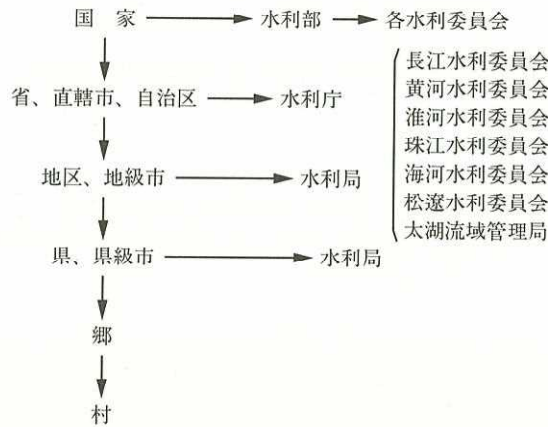 国　家 水利部 各水利委員会
長江水利委員会
黄河水利委員会
省、直轄市、自治区 水利庁
淮河水利委員会
珠江水利委員会
地区、地級市 水利局
海河水利委員会
松遼水利委員会
太湖流域管理局
県、県級市 水利局
郷
村